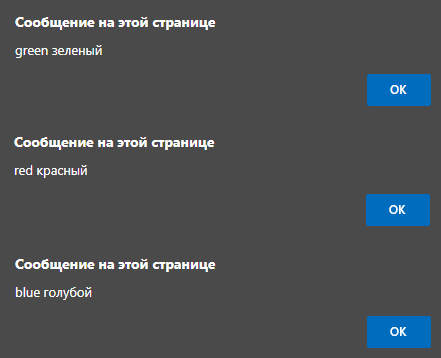 Сообщение на этой странице
green зеленый
OK
Сообщение на этой странице
red красный
OK
Сообщение на этой странице
blue голубой
OK